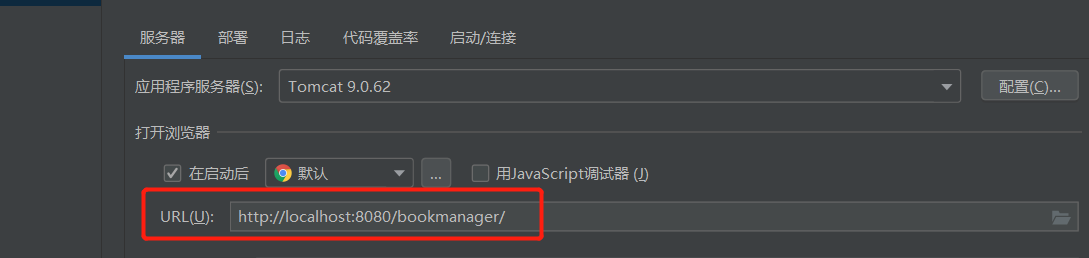 服务器 部署 日志 代码覆盖率 启动/连接
应用程序服务器(S): Tomcat 9.0.62 配置(C)...
打开浏览器
在启动后 默认 ... 用JavaScript调试器 (J)
URL(U): http://localhost:8080/bookmanager/